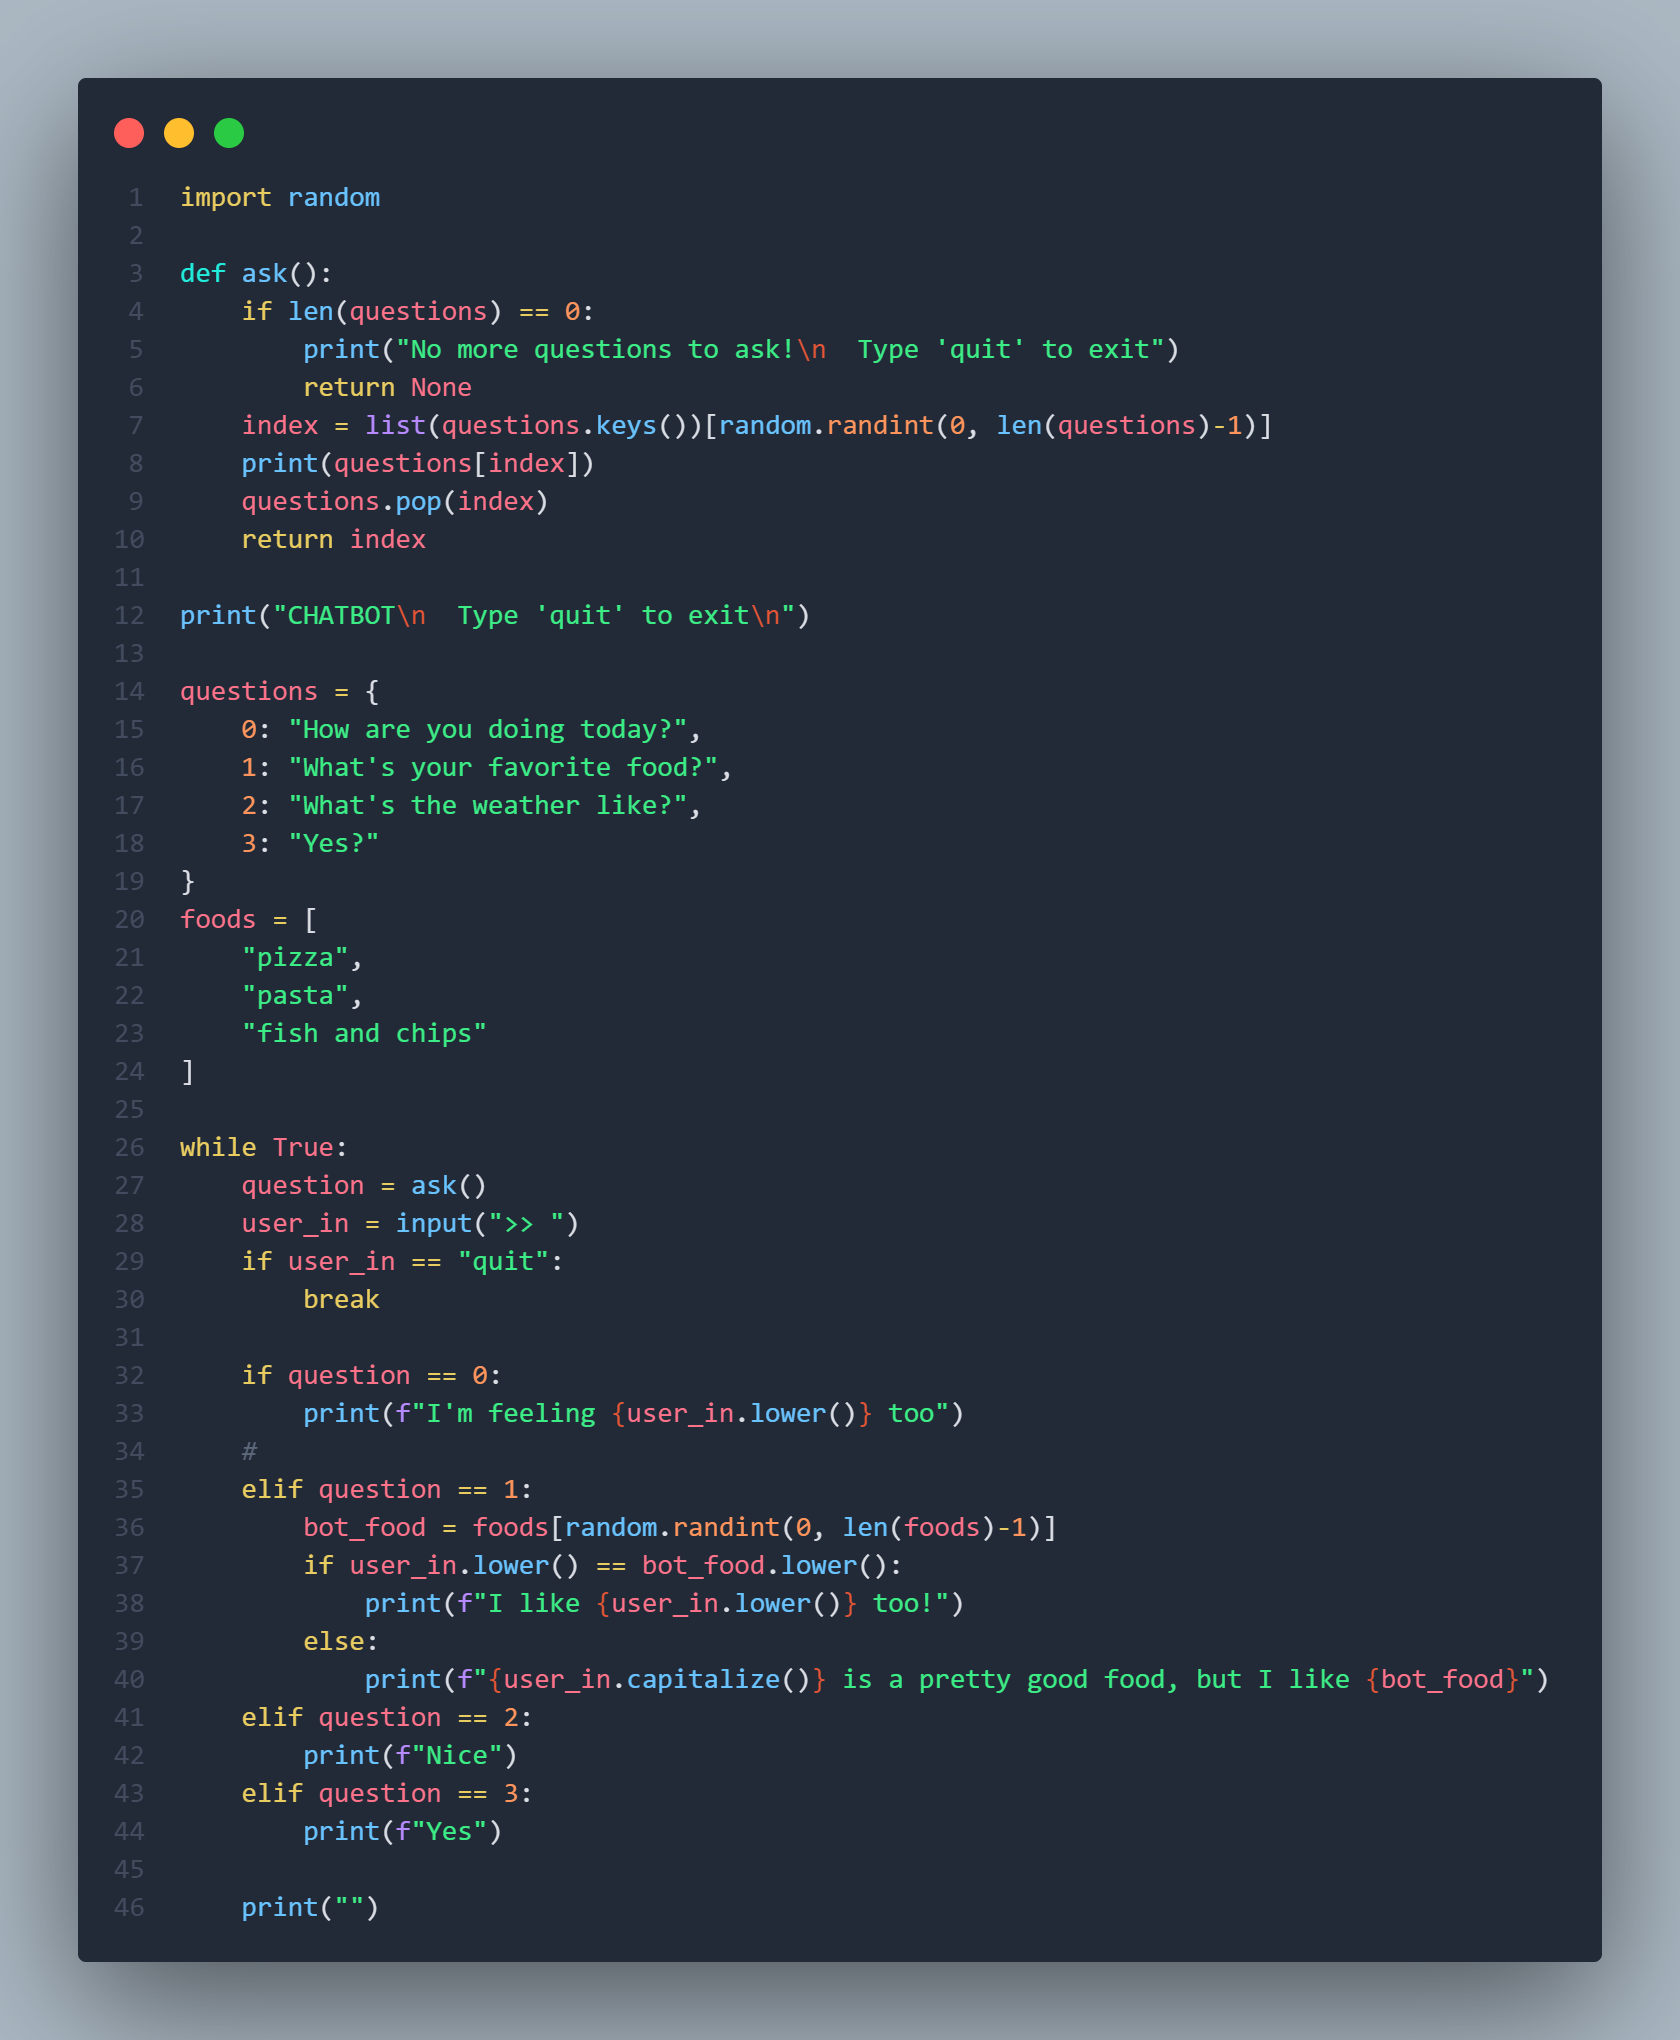 1 import random
2
3 def ask():
4     if len(questions) == 0:
5         print("No more questions to ask!\n  Type 'quit' to exit")
6         return None
7     index = list(questions.keys())[random.randint(0, len(questions)-1)]
8     print(questions[index])
9     questions.pop(index)
10     return index
11
12 print("CHATBOT\n  Type 'quit' to exit\n")
13
14 questions = {
15     0: "How are you doing today?",
16     1: "What's your favorite food?",
17     2: "What's the weather like?",
18     3: "Yes?"
19 }
20 foods = [
21     "pizza",
22     "pasta",
23     "fish and chips"
24 ]
25
26 while True:
27     question = ask()
28     user_in = input(">> ")
29     if user_in == "quit":
30         break
31
32     if question == 0:
33         print(f"I'm feeling {user_in.lower()} too")
34     #
35     elif question == 1:
36         bot_food = foods[random.randint(0, len(foods)-1)]
37         if user_in.lower() == bot_food.lower():
38             print(f"I like {user_in.lower()} too!")
39         else:
40             print(f"{user_in.capitalize()} is a pretty good food, but I like {bot_food}")
41     elif question == 2:
42         print(f"Nice")
43     elif question == 3:
44         print(f"Yes")
45
46     print("")